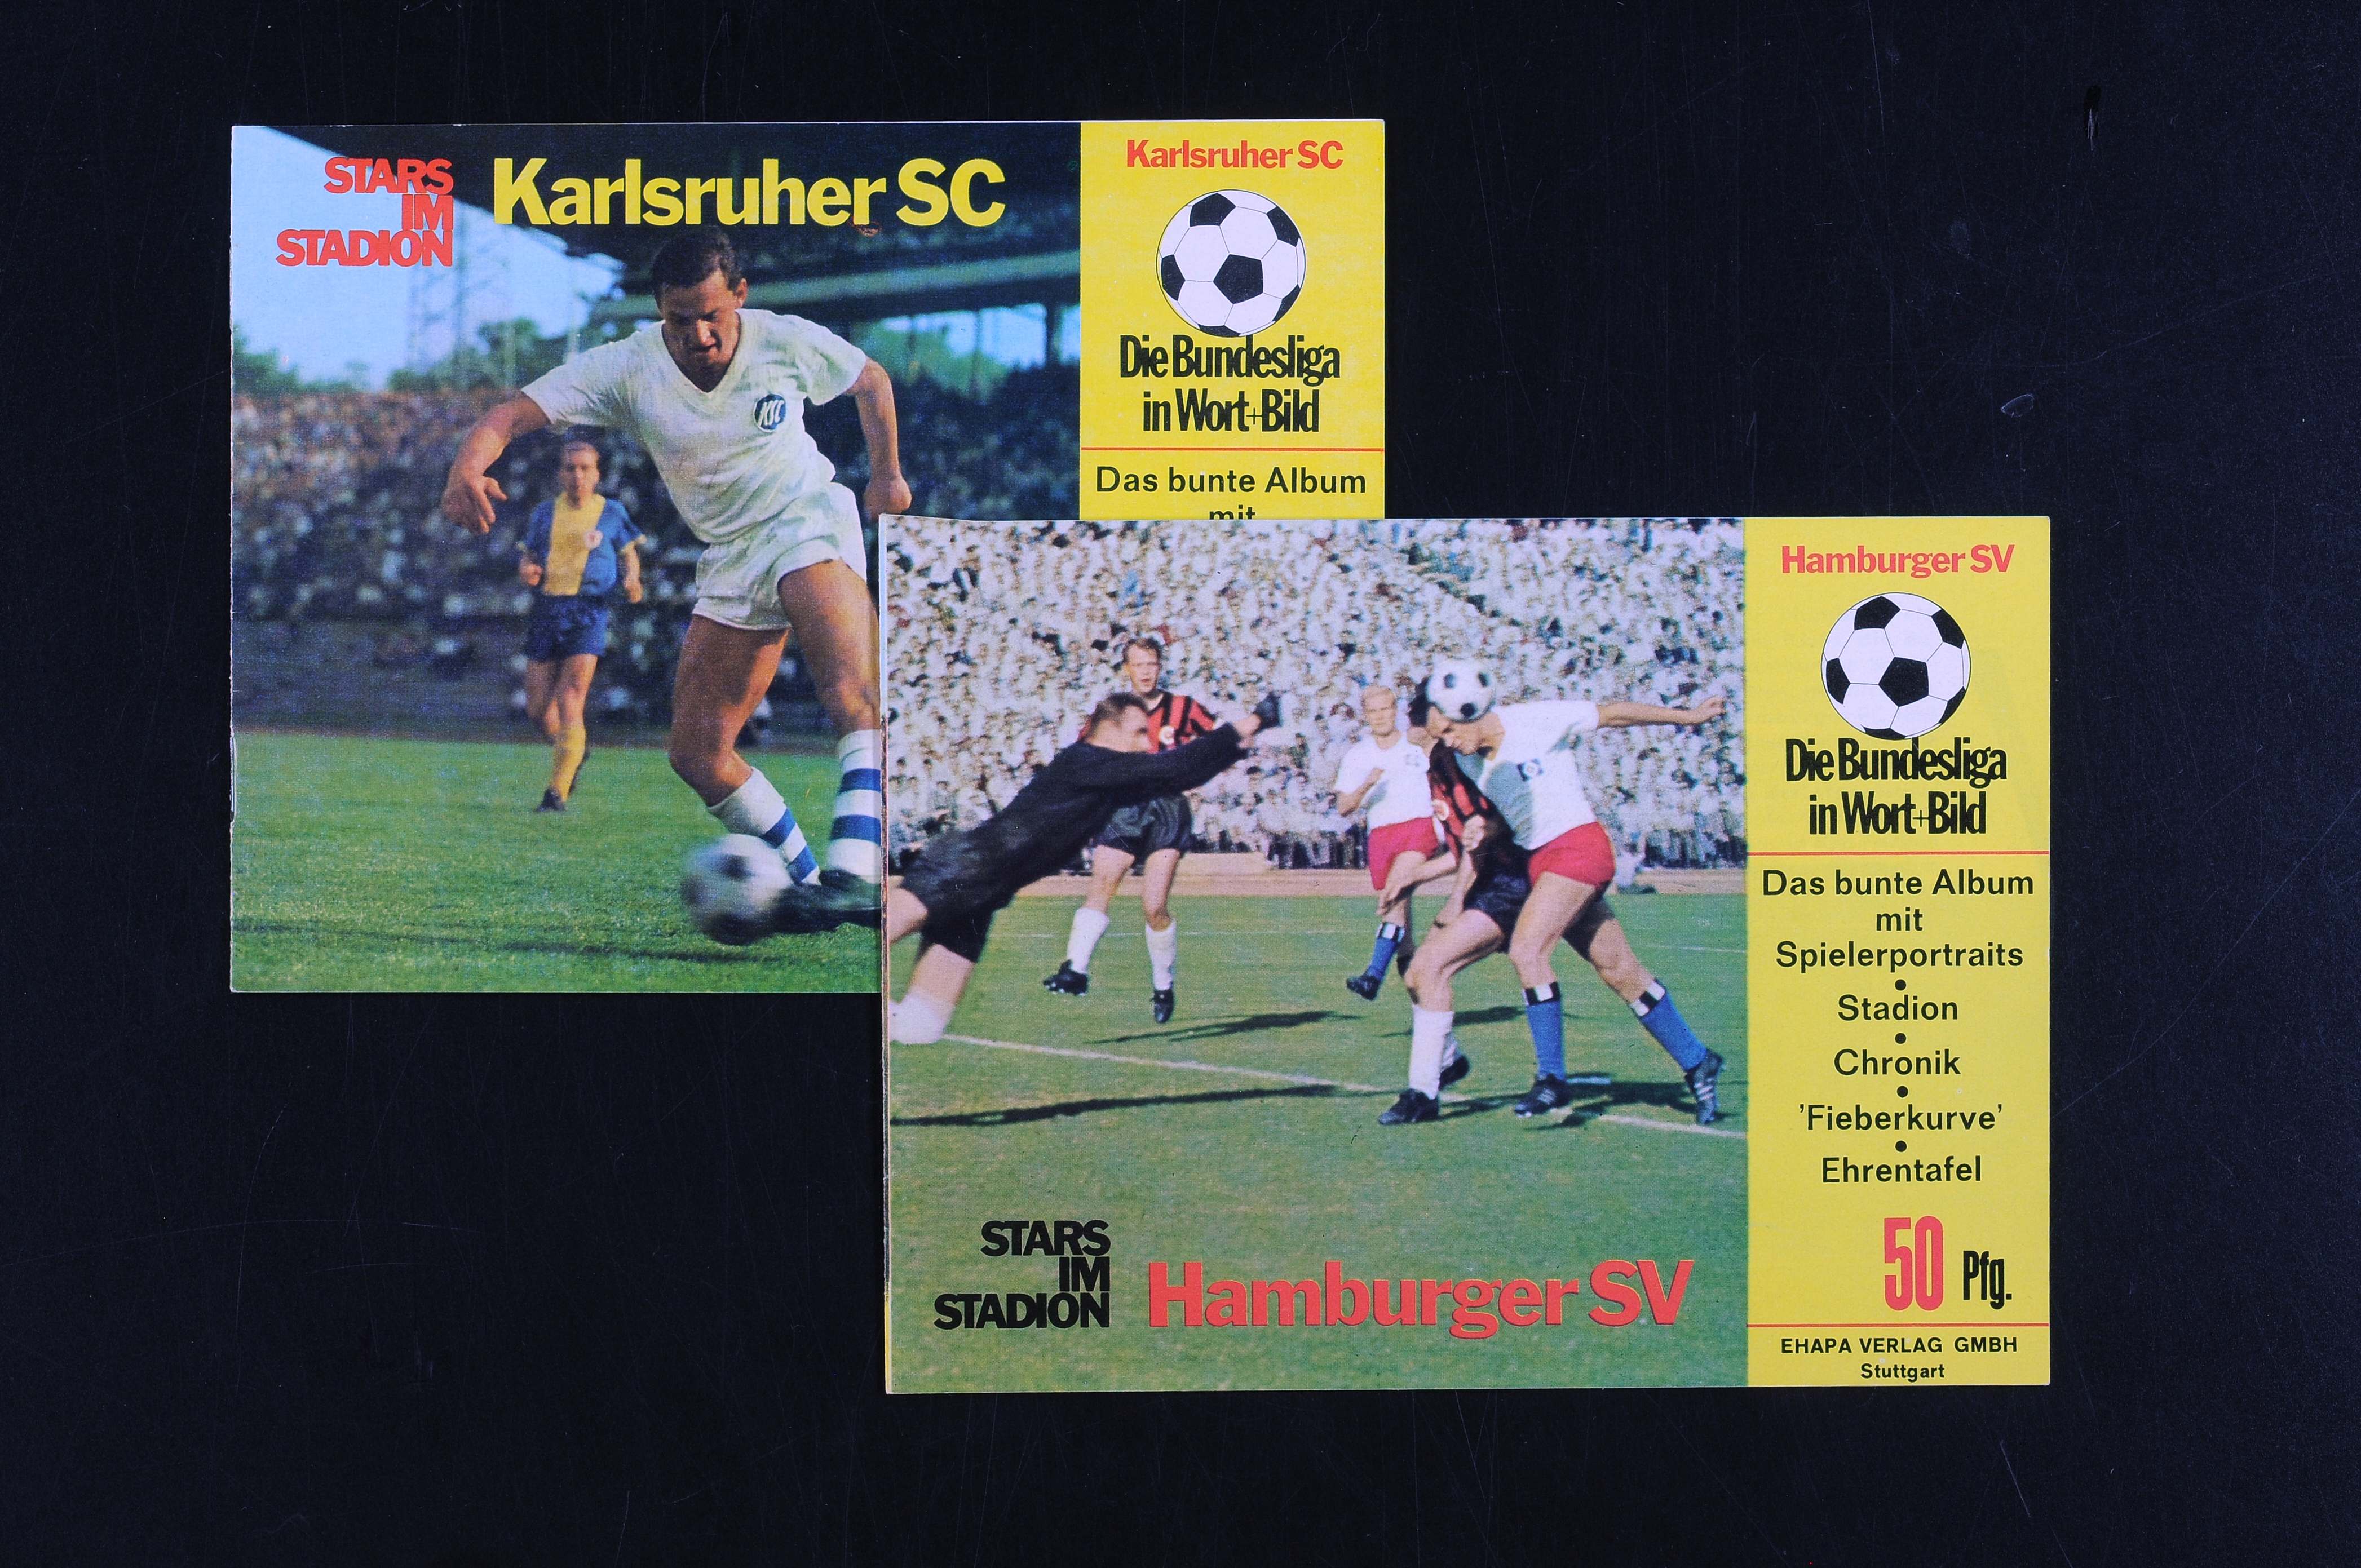 STARS
IM
STADION
Karlsruher SC
KSC
Karlsruher SC
Die Bundesliga
in Wort+Bild
Das bunte Album
mit
STARS
IM
STADION
Hamburger SV
Hamburger SV
Die Bundesliga
in Wort+Bild
Das bunte Album
mit
Spielerportraits
•
Stadion
•
Chronik
•
'Fieberkurve'
•
Ehrentafel
50 Pfg.
EHAPA VERLAG GMBH
Stuttgart